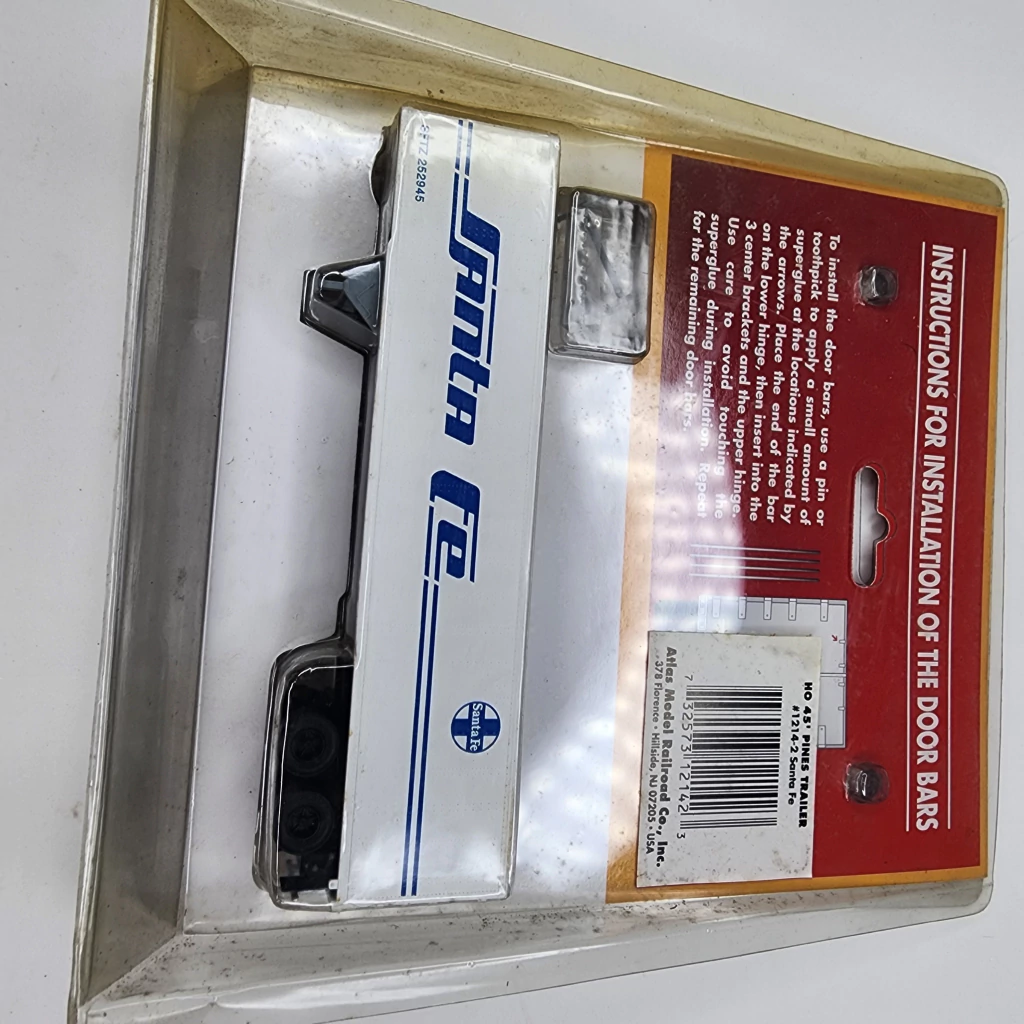 INSTRUCTIONS FOR INSTALLATION OF THE DOOR BARS
To install the door bars, use a pin or
toothpick to apply a small amount of
superglue at the locations indicated by
the arrows. Place the end of the bar
on the lower hinge, then insert into the
3 center brackets and the upper hinge.
Use care to avoid touching the
superglue during installation. Repeat
for the remaining door bars.
HO 45' PINES TRAILER
#1214-2 Santa Fe
7 32573 12142 3
Atlas Model Railroad Co., Inc.
378 Florence • Hillside, NJ 07205 • USA
Santa Fe
Santa Fe
SFTZ 252945